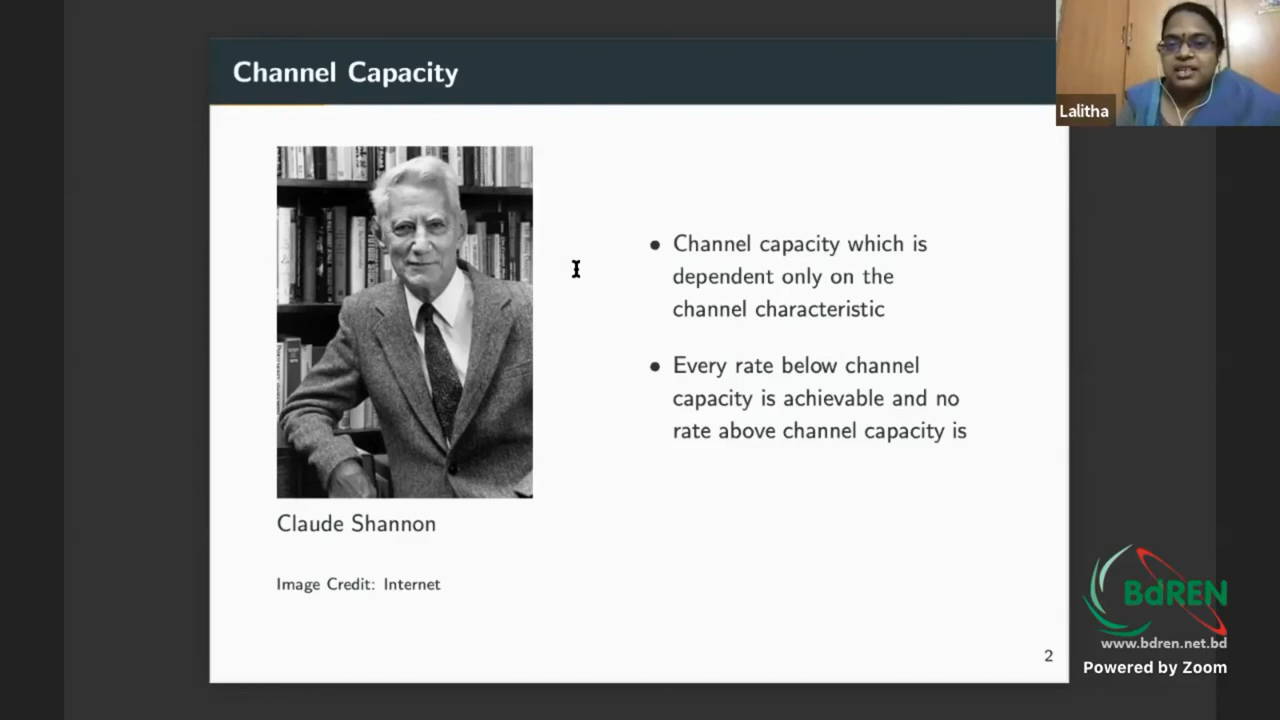 Channel Capacity
Lalitha
• Channel capacity which is
dependent only on the
channel characteristic
• Every rate below channel
capacity is achievable and no
rate above channel capacity is
Claude Shannon
Image Credit: Internet
2
BdREN
www.bdren.net.bd
Powered by Zoom